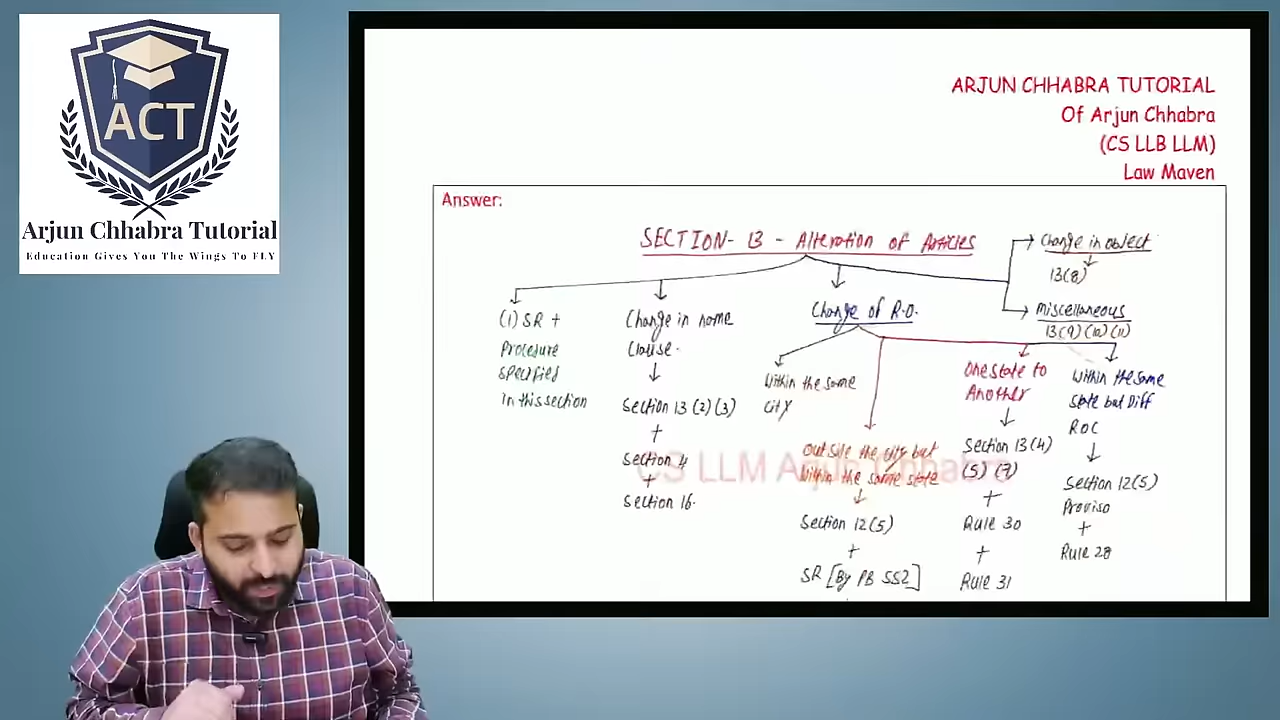 ACT
Arjun Chhabra Tutorial
Education Gives You The Wings To FLY
ARJUN CHHABRA TUTORIAL
Of Arjun Chhabra
(CS LLB LLM)
Law Maven
Answer:
SECTION- 13 - Alteration of Articles
(1) SR +
Procesure
specified
In this section
Change in name
clause.
Section 13 (2) (3)
+
Section 4
+
Section 16.
Change of R.O.
Within the same
City
Outside the city but
Within the same state
Section 12(5)
+
SR [By PB SS2]
One state to
Another
Section 13(4)
(5) (7)
+
Rule 30
+
Rule 31
Within the same
state but Diff
ROC
Section 12(5)
Proviso
+
Rule 28
Change in object
13(8)
miscellaneous
13(9) (10) (11)
CS LLM Arjun Chhabra